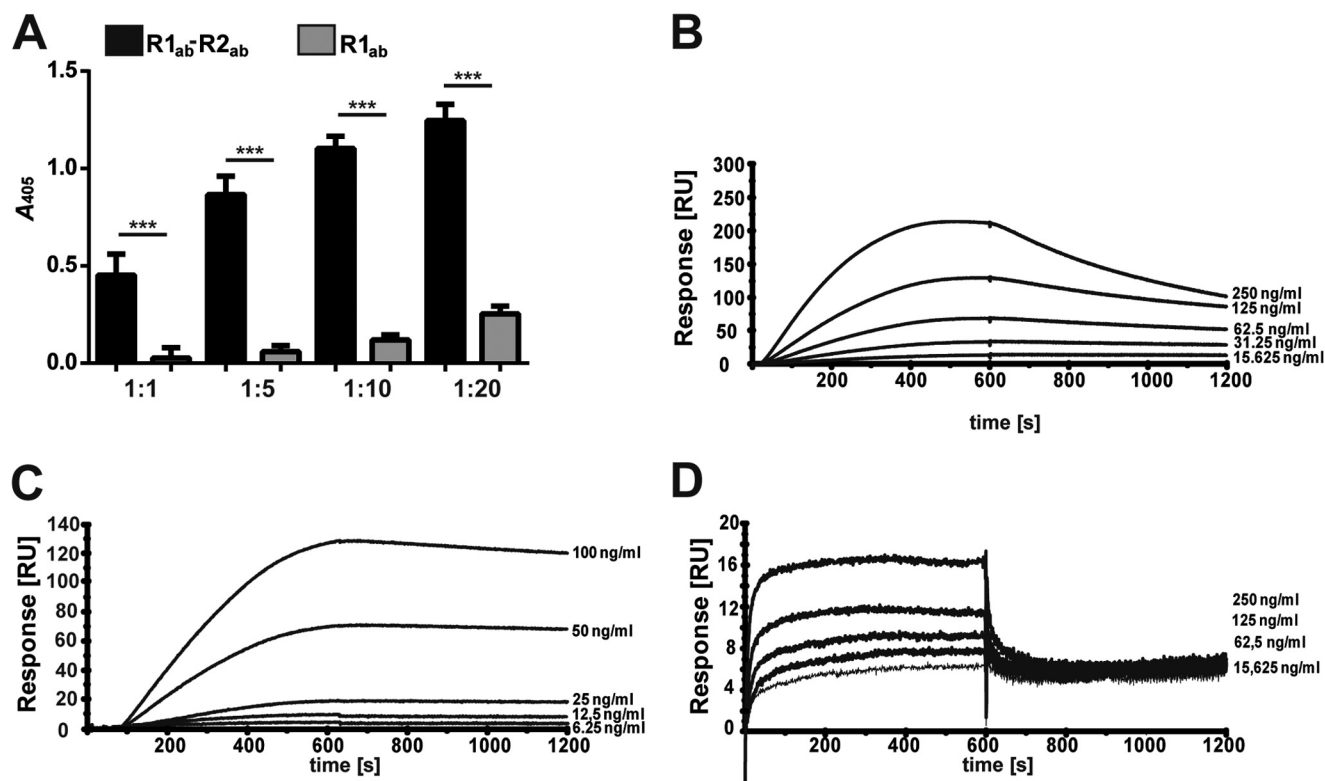 A
R1ab-R2ab
R1ab
A405
1.5
1.0
0.5
0.0
***
***
***
***
1:1
1:5
1:10
1:20
B
Response [RU]
300
250
200
150
100
50
0
0
200
400
600
800
1000
1200
time [s]
250 ng/ml
125 ng/ml
62.5 ng/ml
31.25 ng/ml
15.625 ng/ml
C
Response [RU]
140
120
100
80
60
40
20
0
200
400
600
800
1000
1200
time [s]
100 ng/ml
50 ng/ml
25 ng/ml
12,5 ng/ml
6.25 ng/ml
D
Response [RU]
20
16
12
8
4
0
200
400
600
800
1000
1200
time [s]
250 ng/ml
125 ng/ml
62,5 ng/ml
15,625 ng/ml